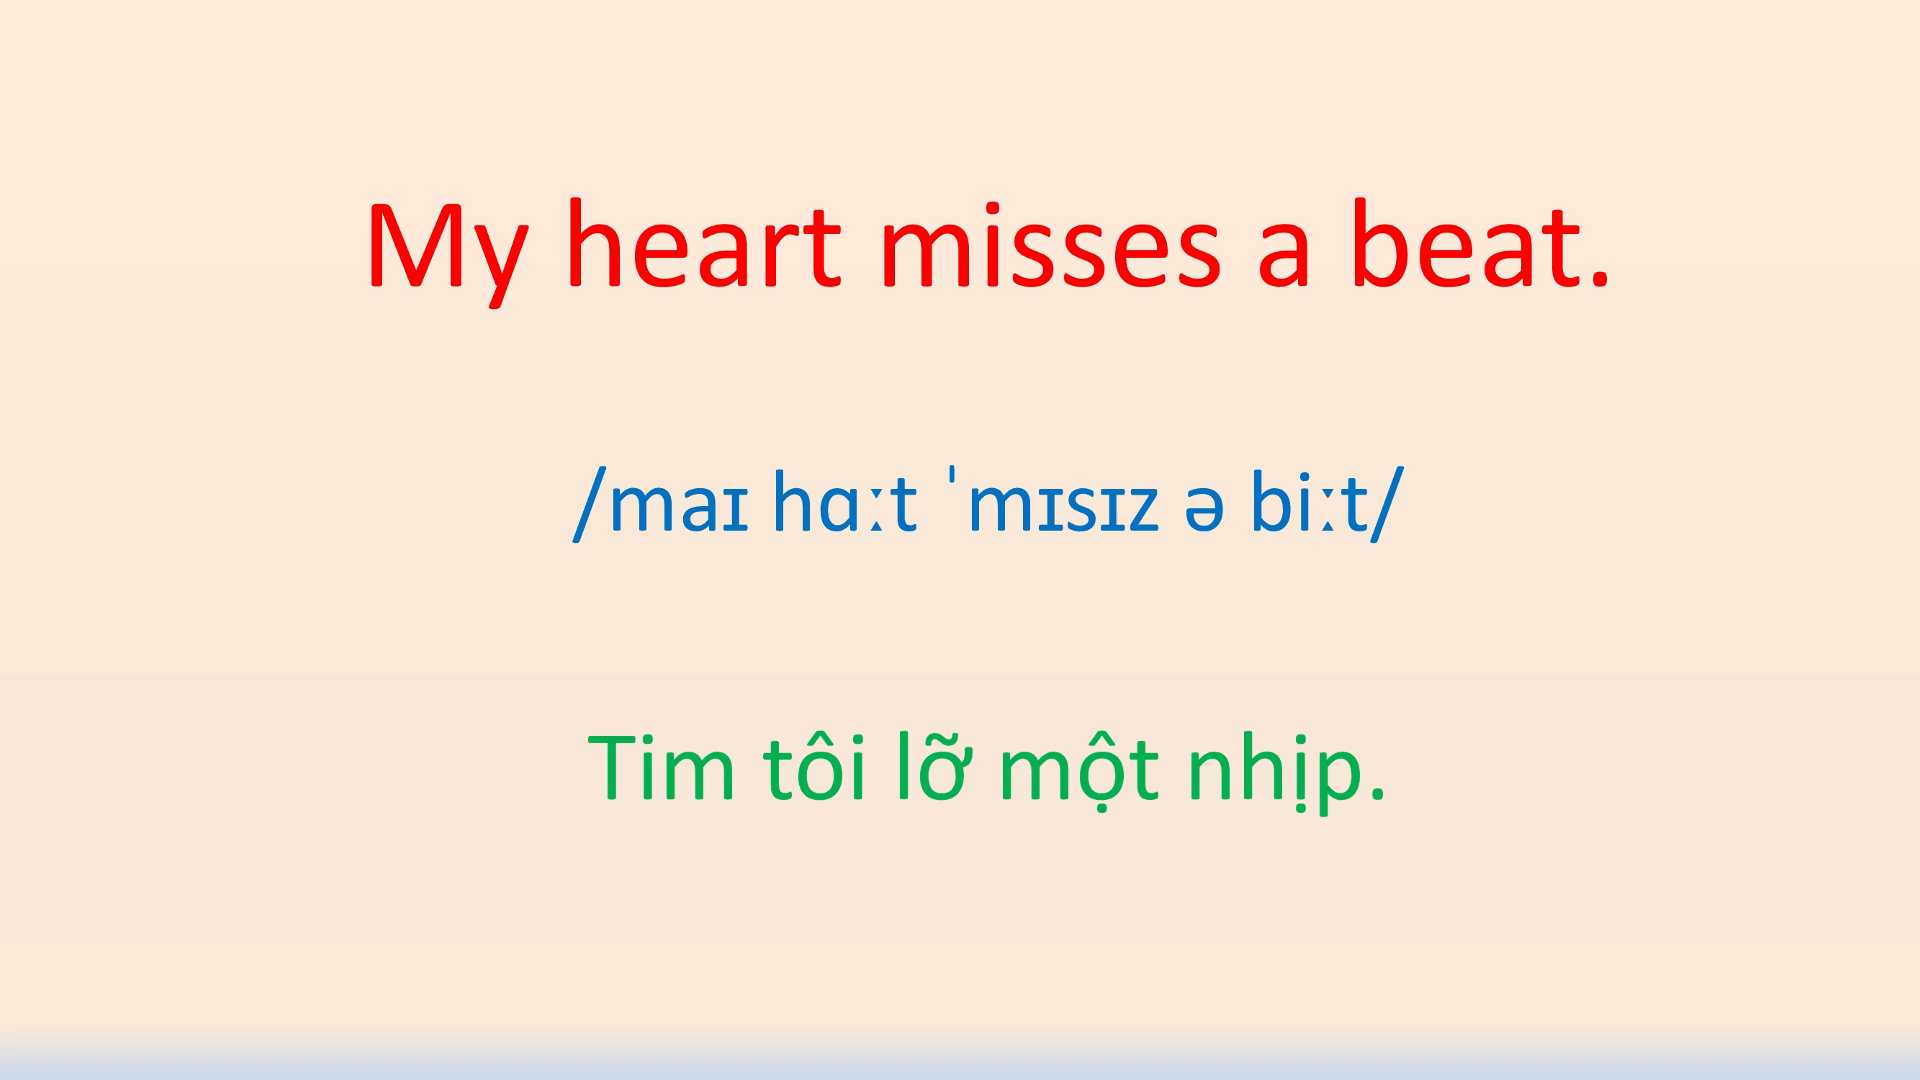 My heart misses a beat.
/maɪ hɑːt ˈmɪsɪz ə biːt/
Tim tôi lỡ một nhịp.